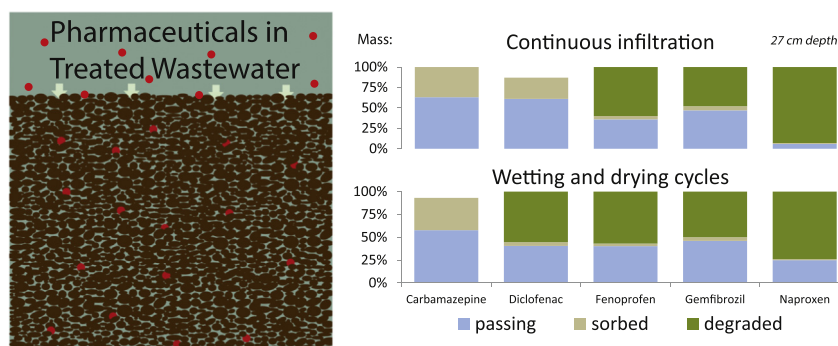 Pharmaceuticals in
Treated Wastewater
Mass:
Continuous infiltration
27 cm depth
100%
75%
50%
25%
0%
Wetting and drying cycles
100%
75%
50%
25%
0%
Carbamazepine Diclofenac Fenoprofen Gemfibrozil Naproxen
passing sorbed degraded